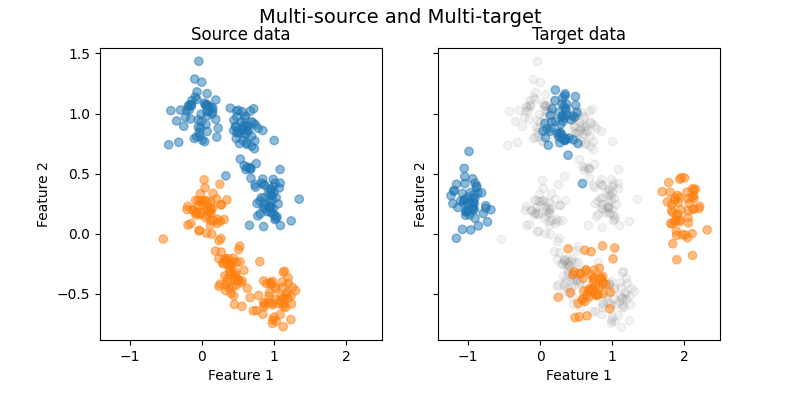 Multi-source and Multi-target
Source data
Target data
1.5
1.0
0.5
0.0
−0.5
Feature 2
Feature 2
−1 0 1 2
−1 0 1 2
Feature 1
Feature 1